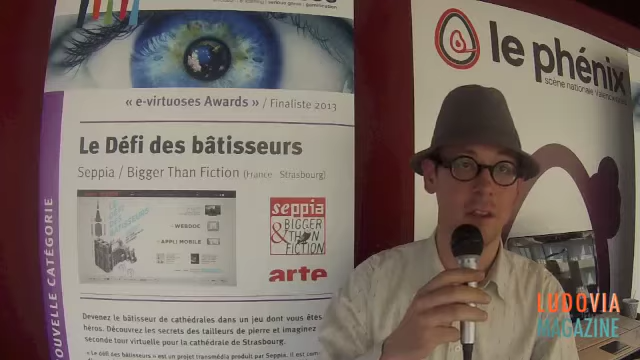 « e-virtuoses Awards » / Finaliste 2013
Le Défi des bâtisseurs
Seppia / Bigger Than Fiction (France Strasbourg)
OUVELLE CATÉGORIE
WEBDOC
APPLI MOBILE
seppia
& BIGGER
THAN
FICTION
arte
Devenez le bâtisseur de cathédrales dans un jeu dont vous êtes
héros. Découvrez les secrets des tailleurs de pierre et imaginez
seconde tour virtuelle pour la cathédrale de Strasbourg.
« Le défi des bâtisseurs » est un projet transmédia produit par Seppia. Il est com
le phénix
scène nationale Valenciennes
LUDOVIA
MAGAZINE